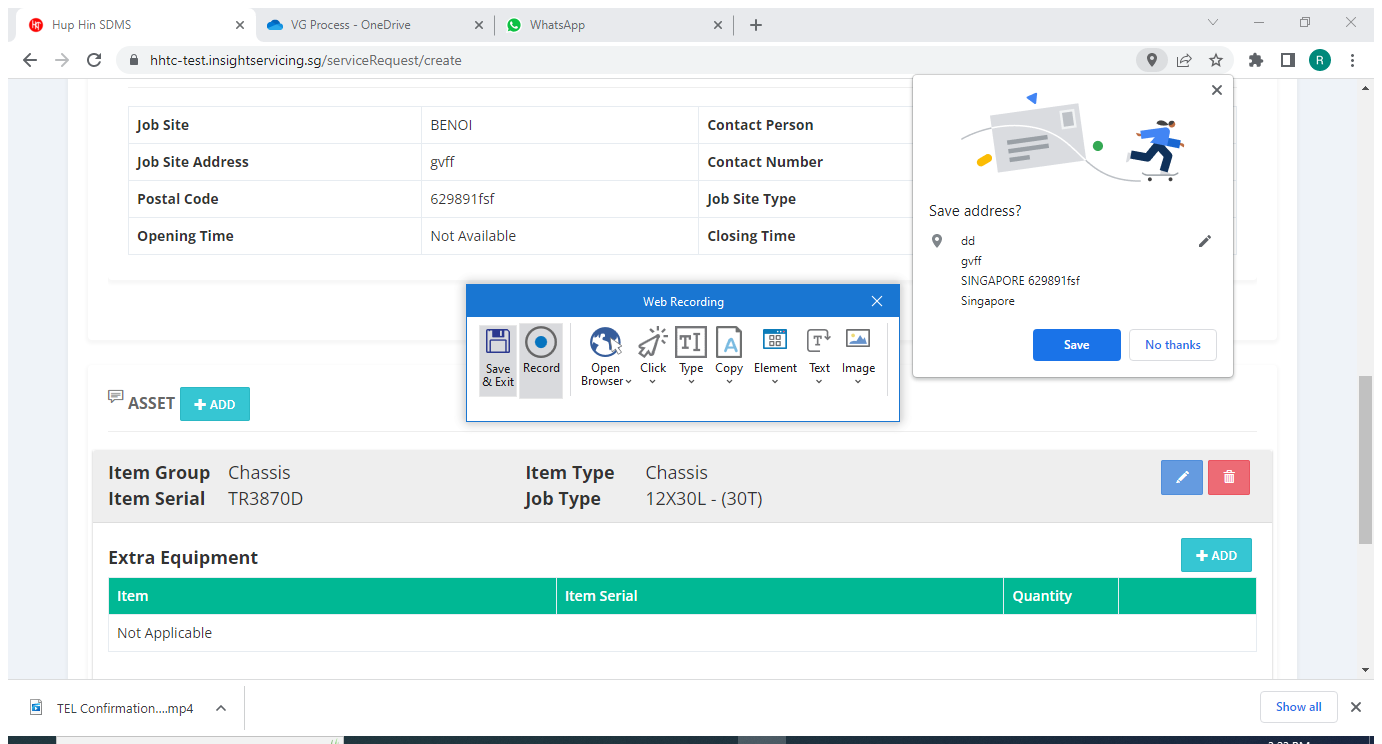 Hup Hin SDMS
VG Process - OneDrive
WhatsApp
hhtc-test.insightservicing.sg/serviceRequest/create
R
Job Site BENOI Contact Person
Job Site Address gvff Contact Number
Postal Code 629891fsf Job Site Type
Opening Time Not Available Closing Time
Save address?
dd
gvff
SINGAPORE 629891fsf
Singapore
Save No thanks
Web Recording
Save & Exit
Record
Open Browser
Click
Type
Copy
Element
Text
Image
ASSET + ADD
Item Group Chassis Item Type Chassis
Item Serial TR3870D Job Type 12X30L - (30T)
Extra Equipment + ADD
Item Item Serial Quantity
Not Applicable
TEL Confirmation....mp4 Show all